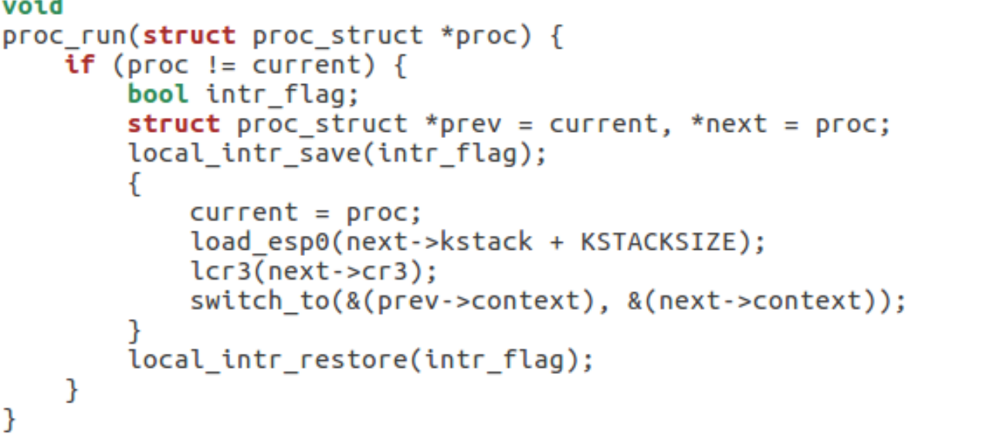 void
proc_run(struct proc_struct *proc) {
    if (proc != current) {
        bool intr_flag;
        struct proc_struct *prev = current, *next = proc;
        local_intr_save(intr_flag);
        {
            current = proc;
            load_esp0(next->kstack + KSTACKSIZE);
            lcr3(next->cr3);
            switch_to(&(prev->context), &(next->context));
        }
        local_intr_restore(intr_flag);
    }
}